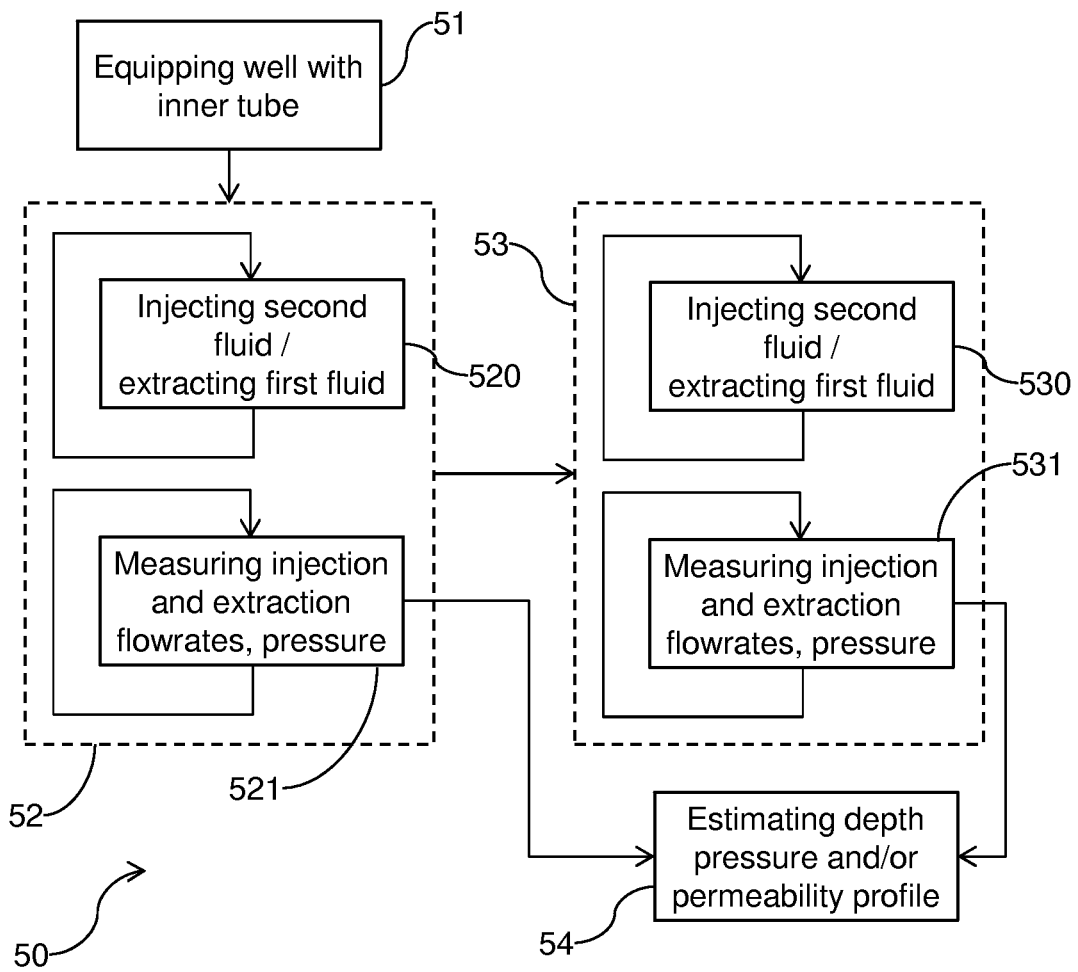 51
Equipping well with
inner tube
53
Injecting second
fluid /
extracting first fluid
520
Injecting second
fluid /
extracting first fluid
530
531
Measuring injection
and extraction
flowrates, pressure
Measuring injection
and extraction
flowrates, pressure
521
52
Estimating depth
pressure and/or
permeability profile
50
54